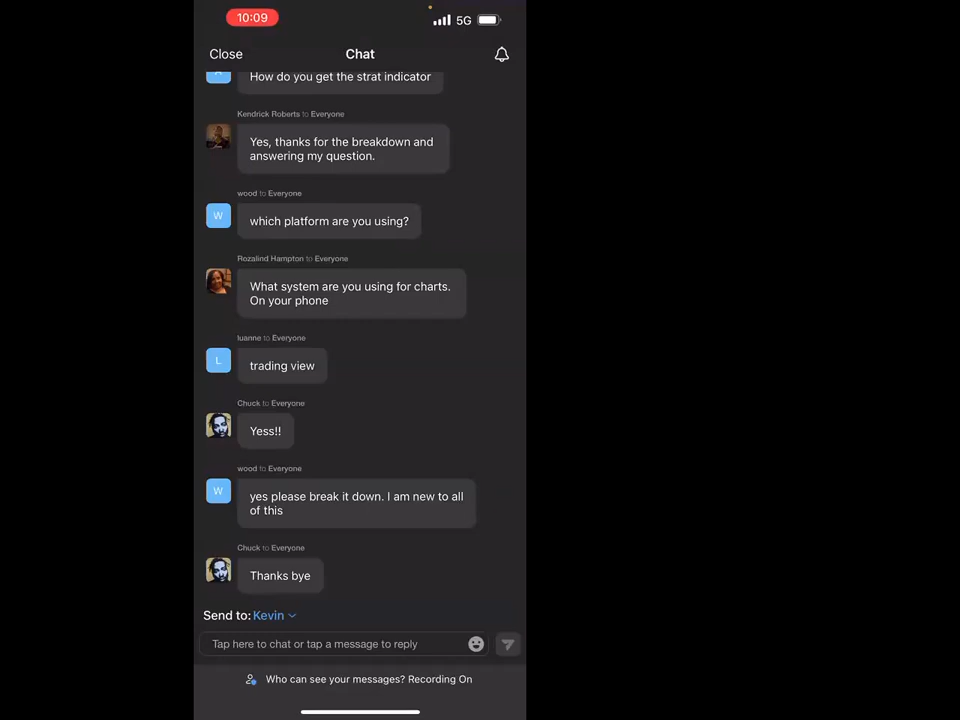 10:09
5G
Close
Chat
How do you get the strat indicator
Kendrick Roberts to Everyone
Yes, thanks for the breakdown and
answering my question.
wood to Everyone
W
which platform are you using?
Rozalind Hampton to Everyone
What system are you using for charts.
On your phone
luanne to Everyone
L
trading view
Chuck to Everyone
Yess!!
wood to Everyone
W
yes please break it down. I am new to all
of this
Chuck to Everyone
Thanks bye
Send to: Kevin
Tap here to chat or tap a message to reply
Who can see your messages? Recording On